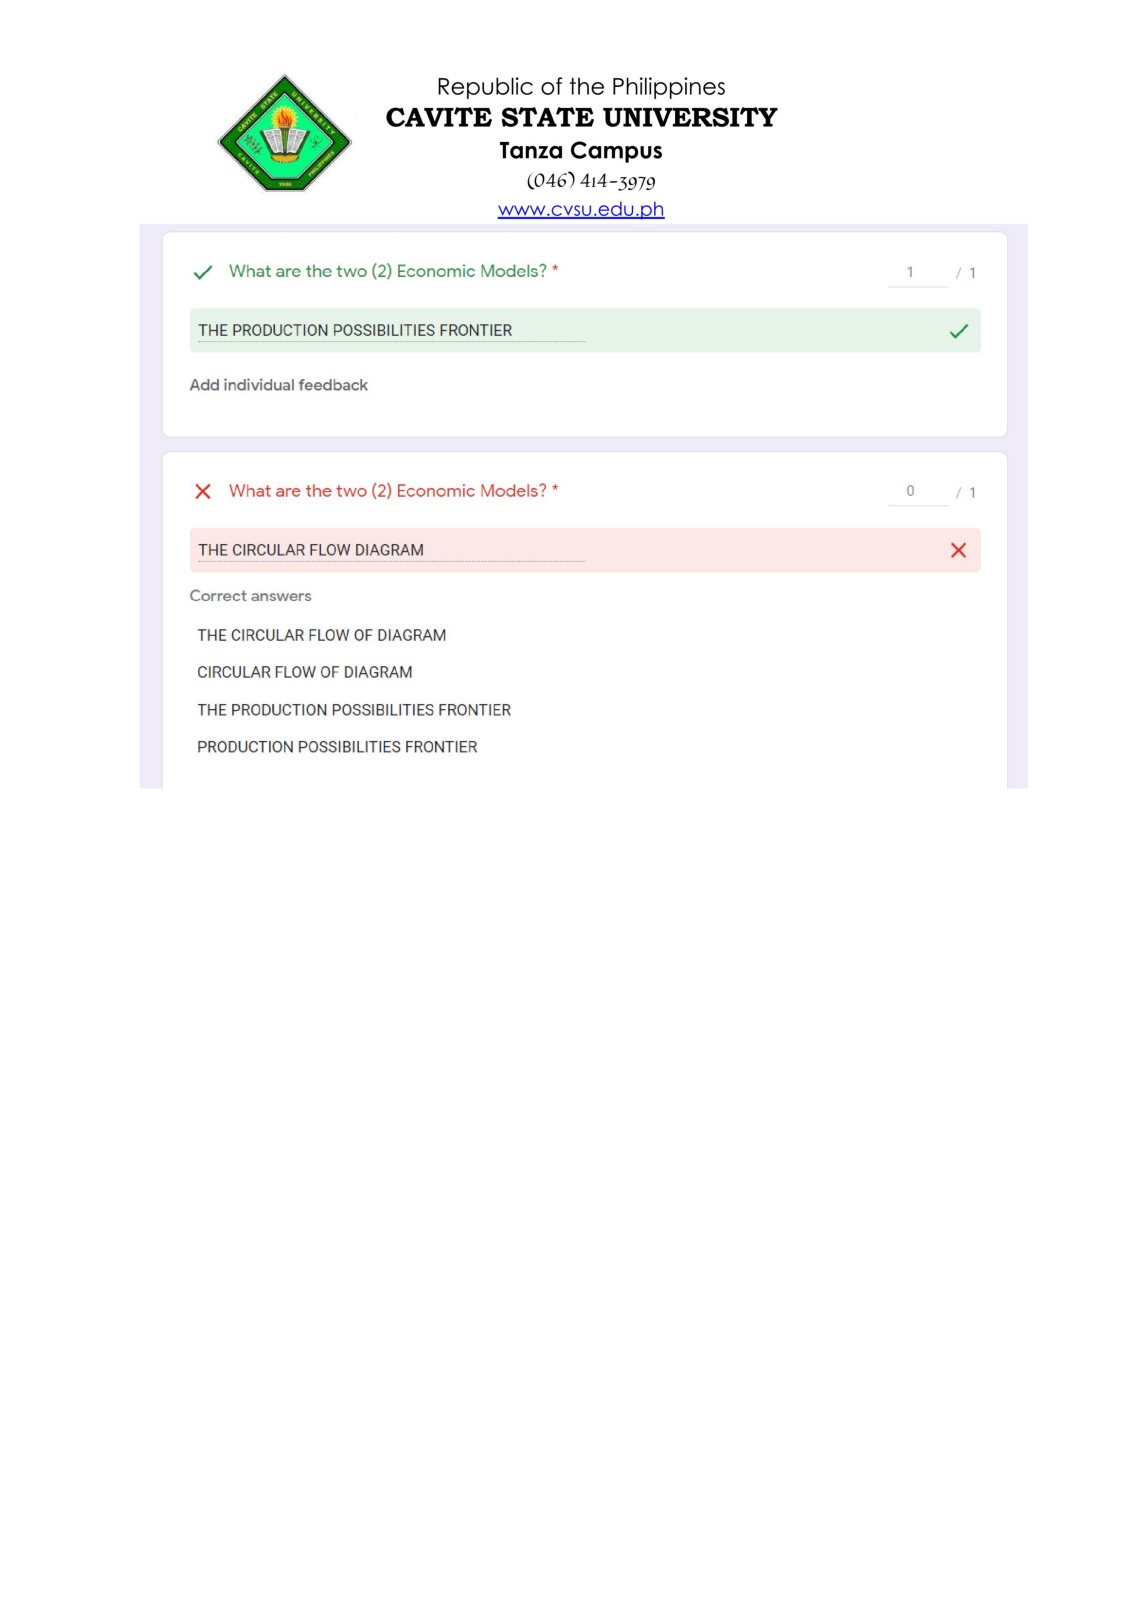 Republic of the Philippines
CAVITE STATE UNIVERSITY
Tanza Campus
(046) 414-3979
www.cvsu.edu.ph
CAVITE STATE UNIVERSITY
CAVITE PHILIPPINES
1906
What are the two (2) Economic Models? *
1 / 1
THE PRODUCTION POSSIBILITIES FRONTIER
Add individual feedback
What are the two (2) Economic Models? *
0 / 1
THE CIRCULAR FLOW DIAGRAM
Correct answers
THE CIRCULAR FLOW OF DIAGRAM
CIRCULAR FLOW OF DIAGRAM
THE PRODUCTION POSSIBILITIES FRONTIER
PRODUCTION POSSIBILITIES FRONTIER